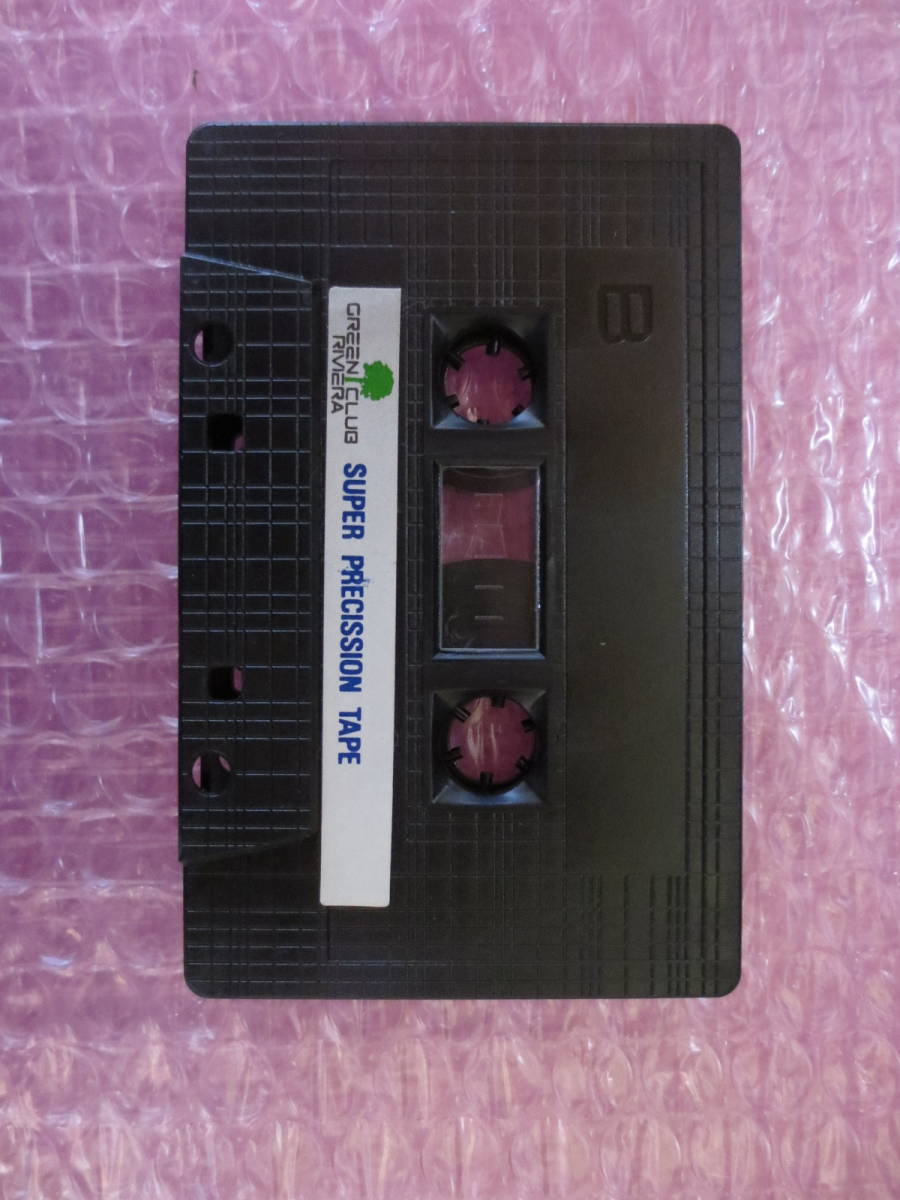 B
GREEN CLUB
RIVIERA
SUPER PRECISSION TAPE